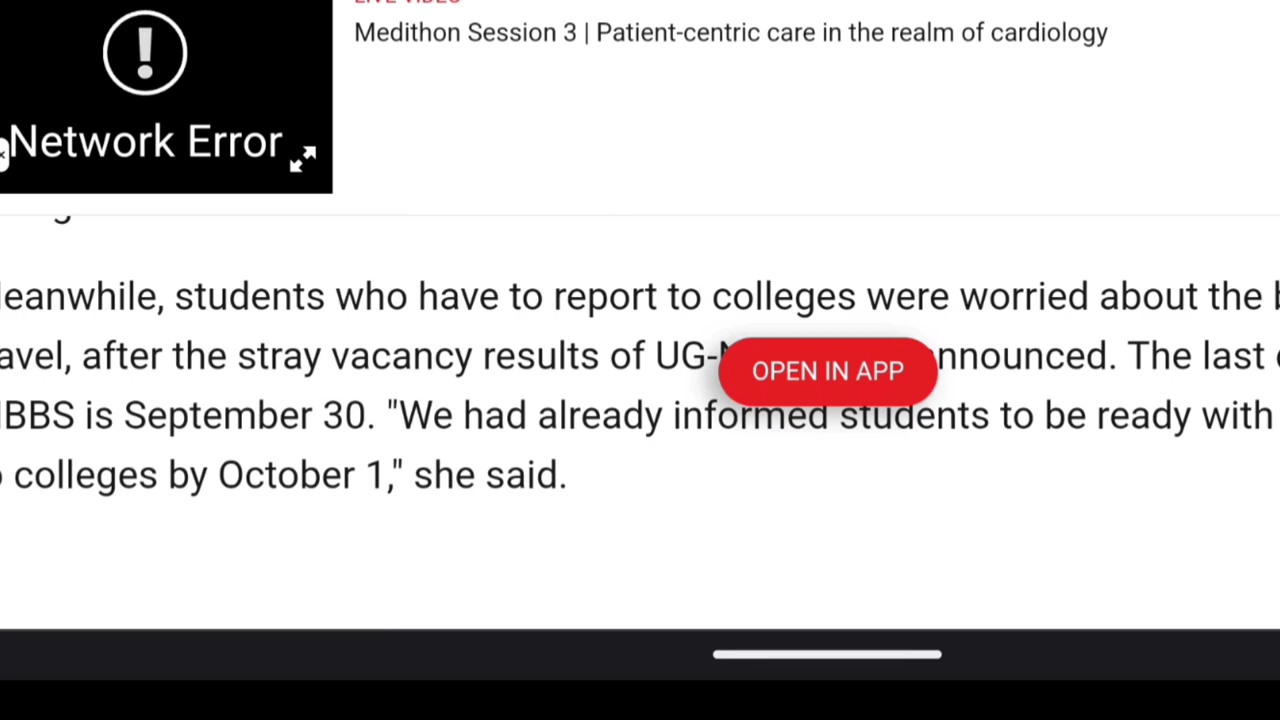 LIVE VIDEO
Medithon Session 3 | Patient-centric care in the realm of cardiology
Network Error
eanwhile, students who have to report to colleges were worried about the
avel, after the stray vacancy results of UG- nnounced. The last
OPEN IN APP
BBS is September 30. "We had already informed students to be ready with
colleges by October 1," she said.